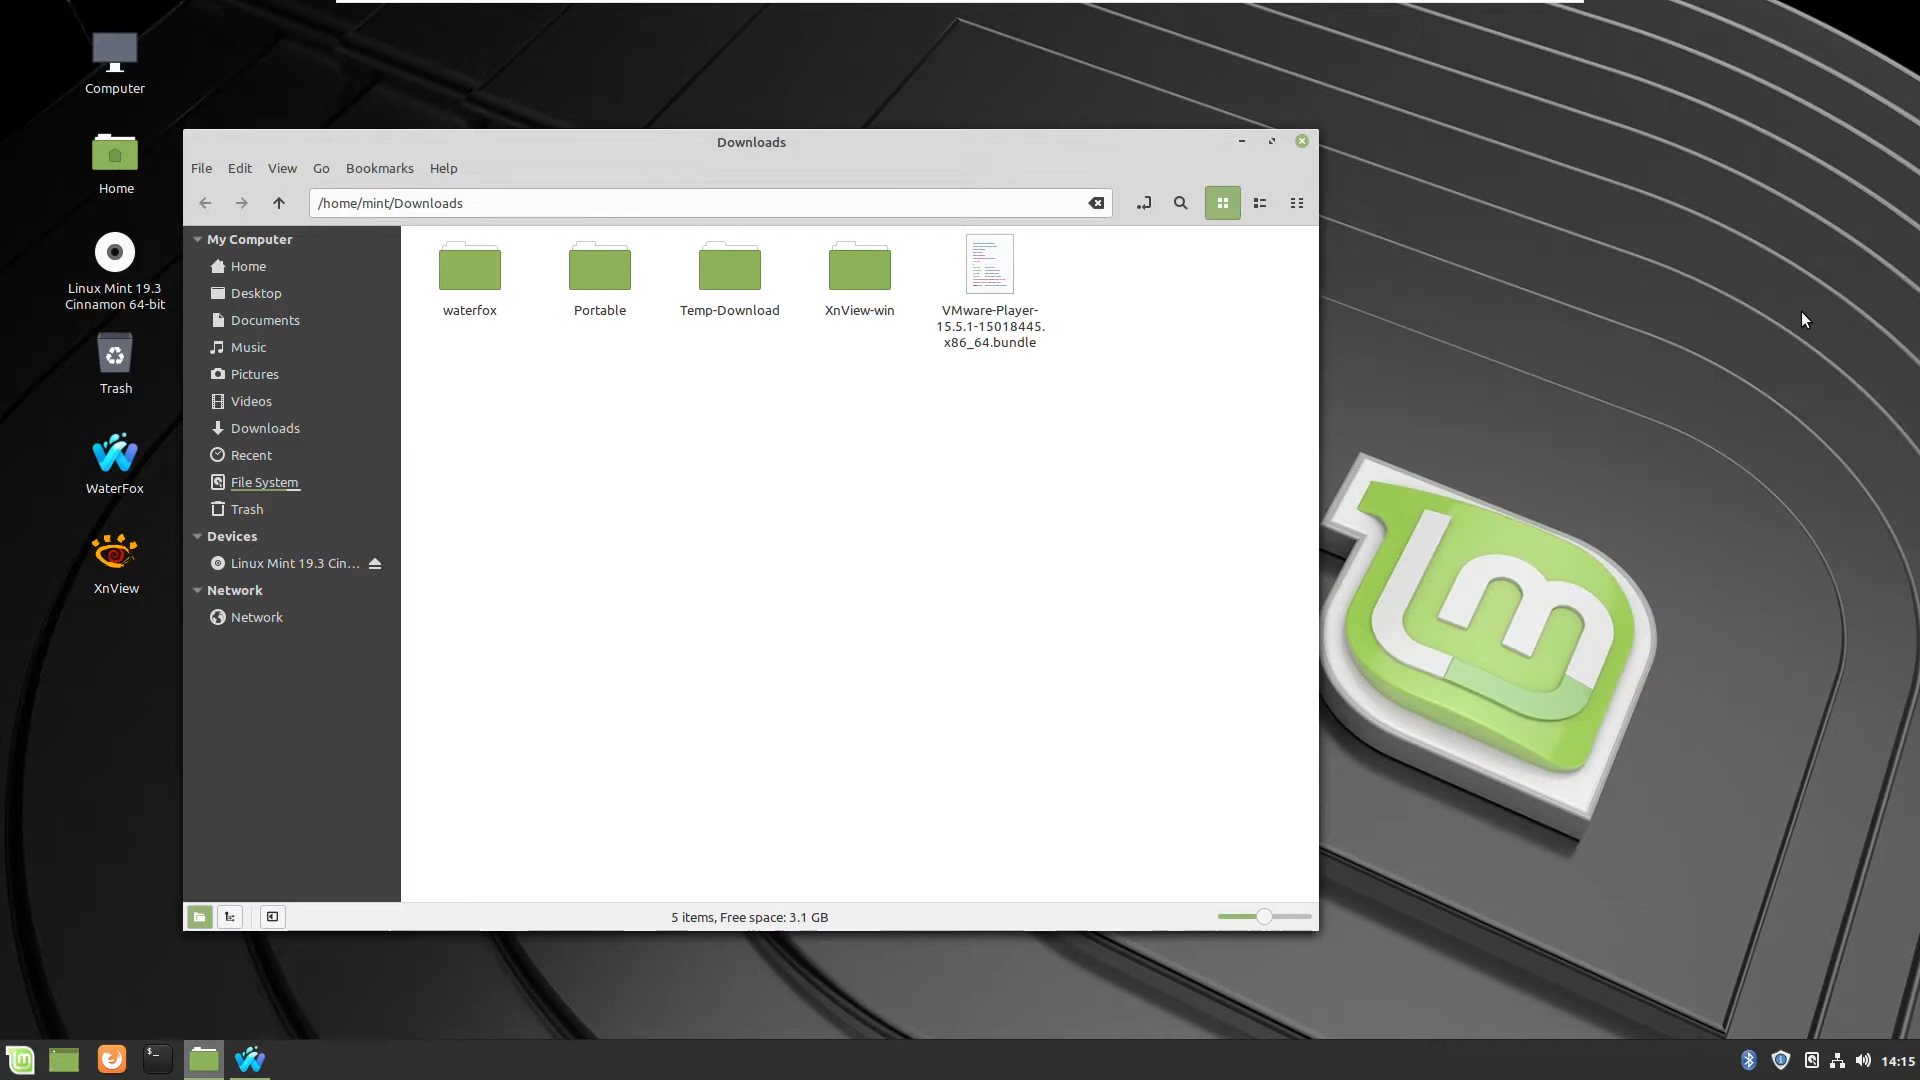 Computer
Home
Linux Mint 19.3
Cinnamon 64-bit
Trash
WaterFox
XnView
Downloads
File Edit View Go Bookmarks Help
/home/mint/Downloads
My Computer
Home
Desktop
Documents
Music
Pictures
Videos
Downloads
Recent
File System
Trash
Devices
Linux Mint 19.3 Cin...
Network
Network
waterfox
Portable
Temp-Download
XnView-win
VMware-Player-
15.5.1-15018445.
x86_64.bundle
5 items, Free space: 3.1 GB
14:15